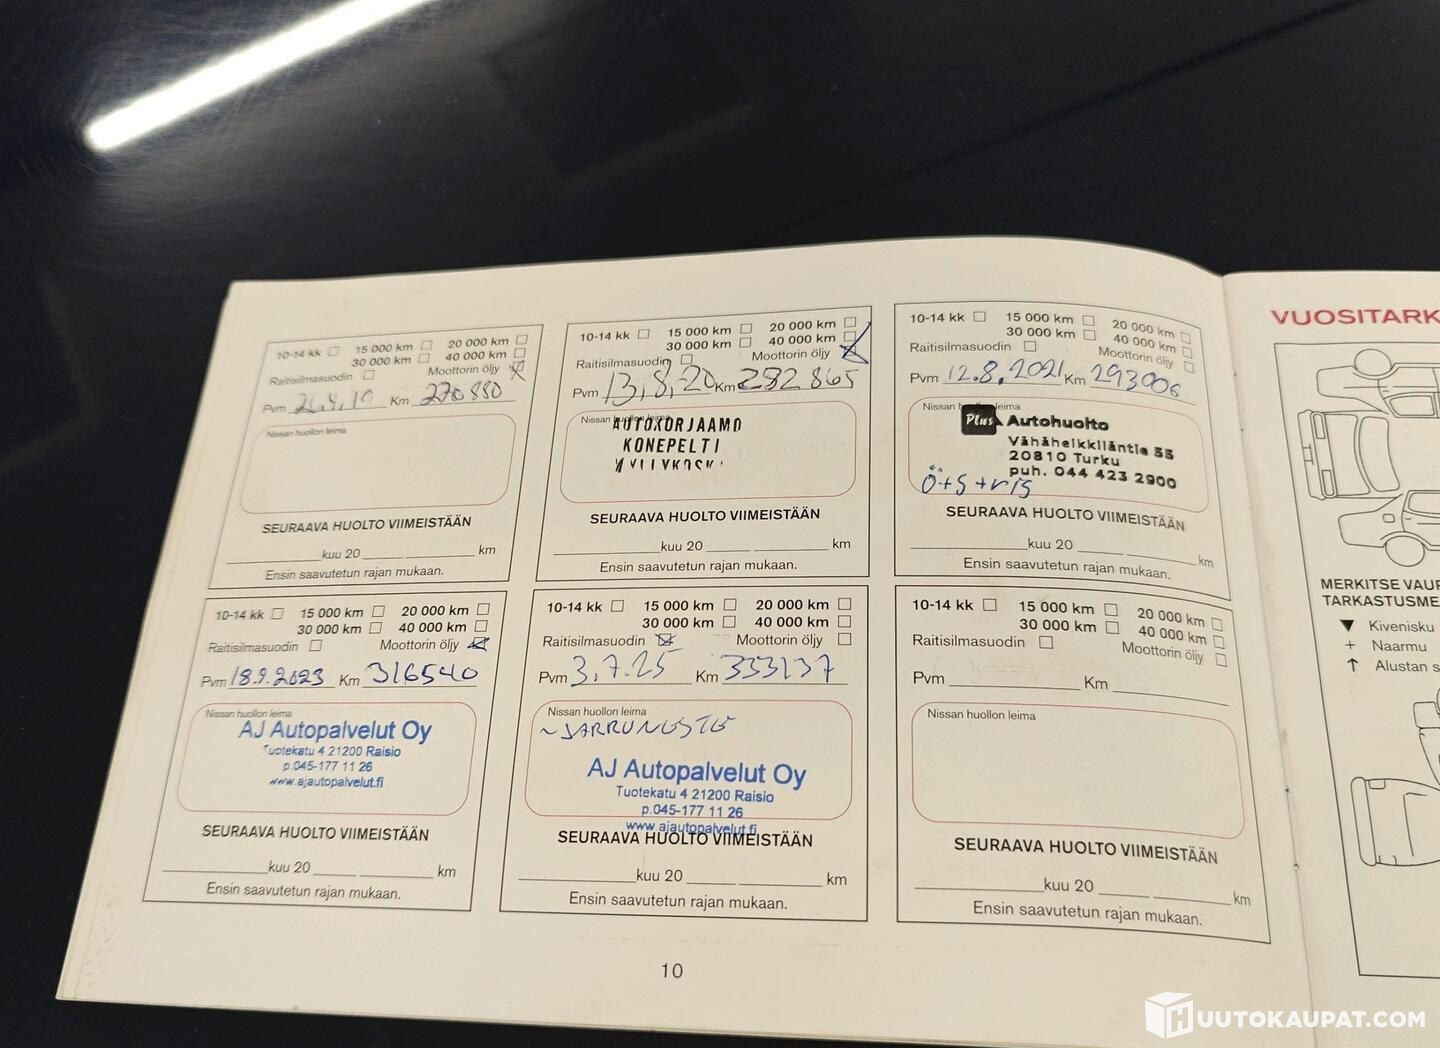 10-14 kk 15 000 km 20 000 km
30 000 km 40 000 km
Raitisilmasuodin Moottorin öljy
Pvm Km 270 880
Nissan huollon leima
SEURAAVA HUOLTO VIIMEISTÄÄN
kuu 20 km
Ensin saavutetun rajan mukaan.
10-14 kk 15 000 km 20 000 km
30 000 km 40 000 km
Raitisilmasuodin Moottorin öljy
Pvm 13,8,-20 Km 282 865
Nissan huollon leima
AUTOKORJAAMO
KONEPELTI
MYLLYKOSKI
SEURAAVA HUOLTO VIIMEISTÄÄN
kuu 20 km
Ensin saavutetun rajan mukaan.
10-14 kk 15 000 km 20 000 km
30 000 km 40 000 km
Raitisilmasuodin Moottorin öljy
Pvm 12.8.2021 Km 293006
Nissan huollon leima
Plus Autohuolto
Vähäheikkiläntie 55
20810 Turku
puh. 044 423 2900
ö+s+ris
SEURAAVA HUOLTO VIIMEISTÄÄN
kuu 20 km
Ensin saavutetun rajan mukaan.
10-14 kk 15 000 km 20 000 km
30 000 km 40 000 km
Raitisilmasuodin Moottorin öljy
Pvm 18.9.2023 Km 316540
Nissan huollon leima
AJ Autopalvelut Oy
Tuotekatu 4 21200 Raisio
p.045-177 11 26
www.ajautopalvelut.fi
SEURAAVA HUOLTO VIIMEISTÄÄN
kuu 20 km
Ensin saavutetun rajan mukaan.
10-14 kk 15 000 km 20 000 km
30 000 km 40 000 km
Raitisilmasuodin Moottorin öljy
Pvm 3.7.25 Km 333137
Nissan huollon leima
~JARRUNESTE
AJ Autopalvelut Oy
Tuotekatu 4 21200 Raisio
p.045-177 11 26
www.ajautopalvelut.fi
SEURAAVA HUOLTO VIIMEISTÄÄN
kuu 20 km
Ensin saavutetun rajan mukaan.
10-14 kk 15 000 km 20 000 km
30 000 km 40 000 km
Raitisilmasuodin Moottorin öljy
Pvm Km
Nissan huollon leima
SEURAAVA HUOLTO VIIMEISTÄÄN
kuu 20 km
Ensin saavutetun rajan mukaan.
10
VUOSITARK
MERKITSE VAUR
TARKASTUSME
▼ Kivenisku
+ Naarmu
↑ Alustan s
HUUTOKAUPAT.COM